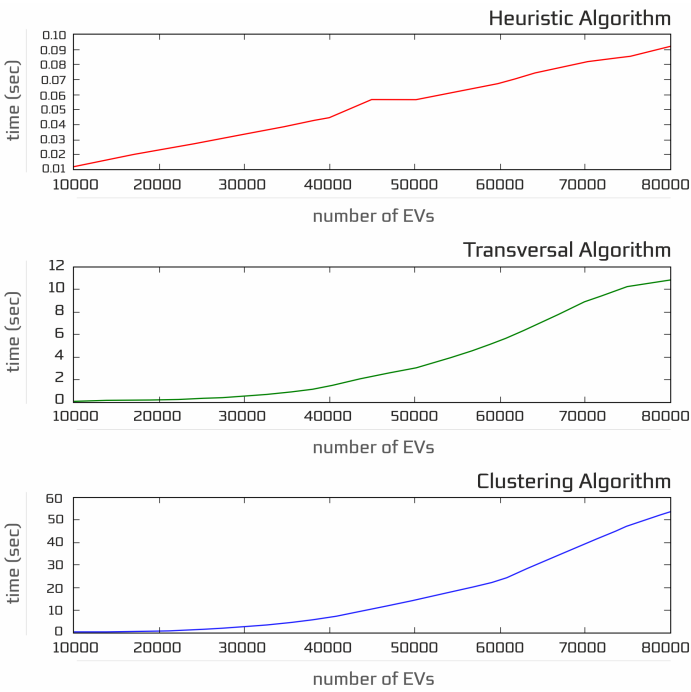 Heuristic Algorithm
time (sec)
0.10
0.09
0.08
0.07
0.06
0.05
0.04
0.03
0.02
0.01
10000 20000 30000 40000 50000 60000 70000 80000
number of EVs
Transversal Algorithm
time (sec)
12
10
8
6
4
2
0
10000 20000 30000 40000 50000 60000 70000 80000
number of EVs
Clustering Algorithm
time (sec)
60
50
40
30
20
10
0
10000 20000 30000 40000 50000 60000 70000 80000
number of EVs